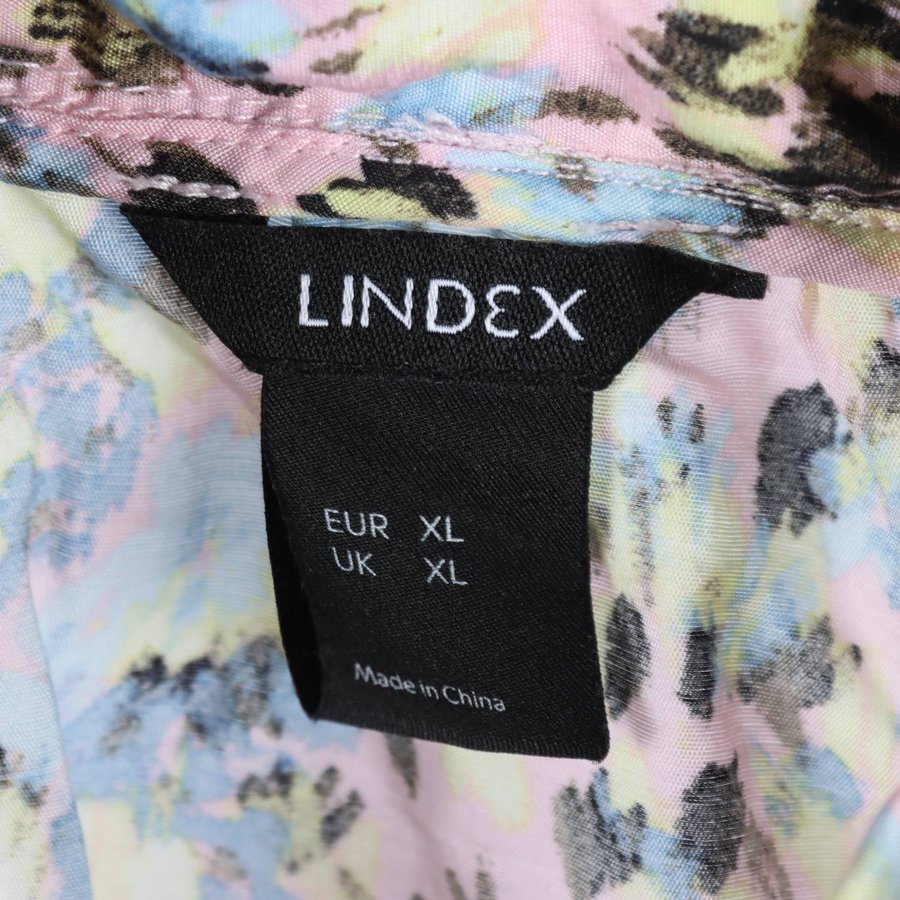 LINDEX
EUR XL
UK XL
Made in China